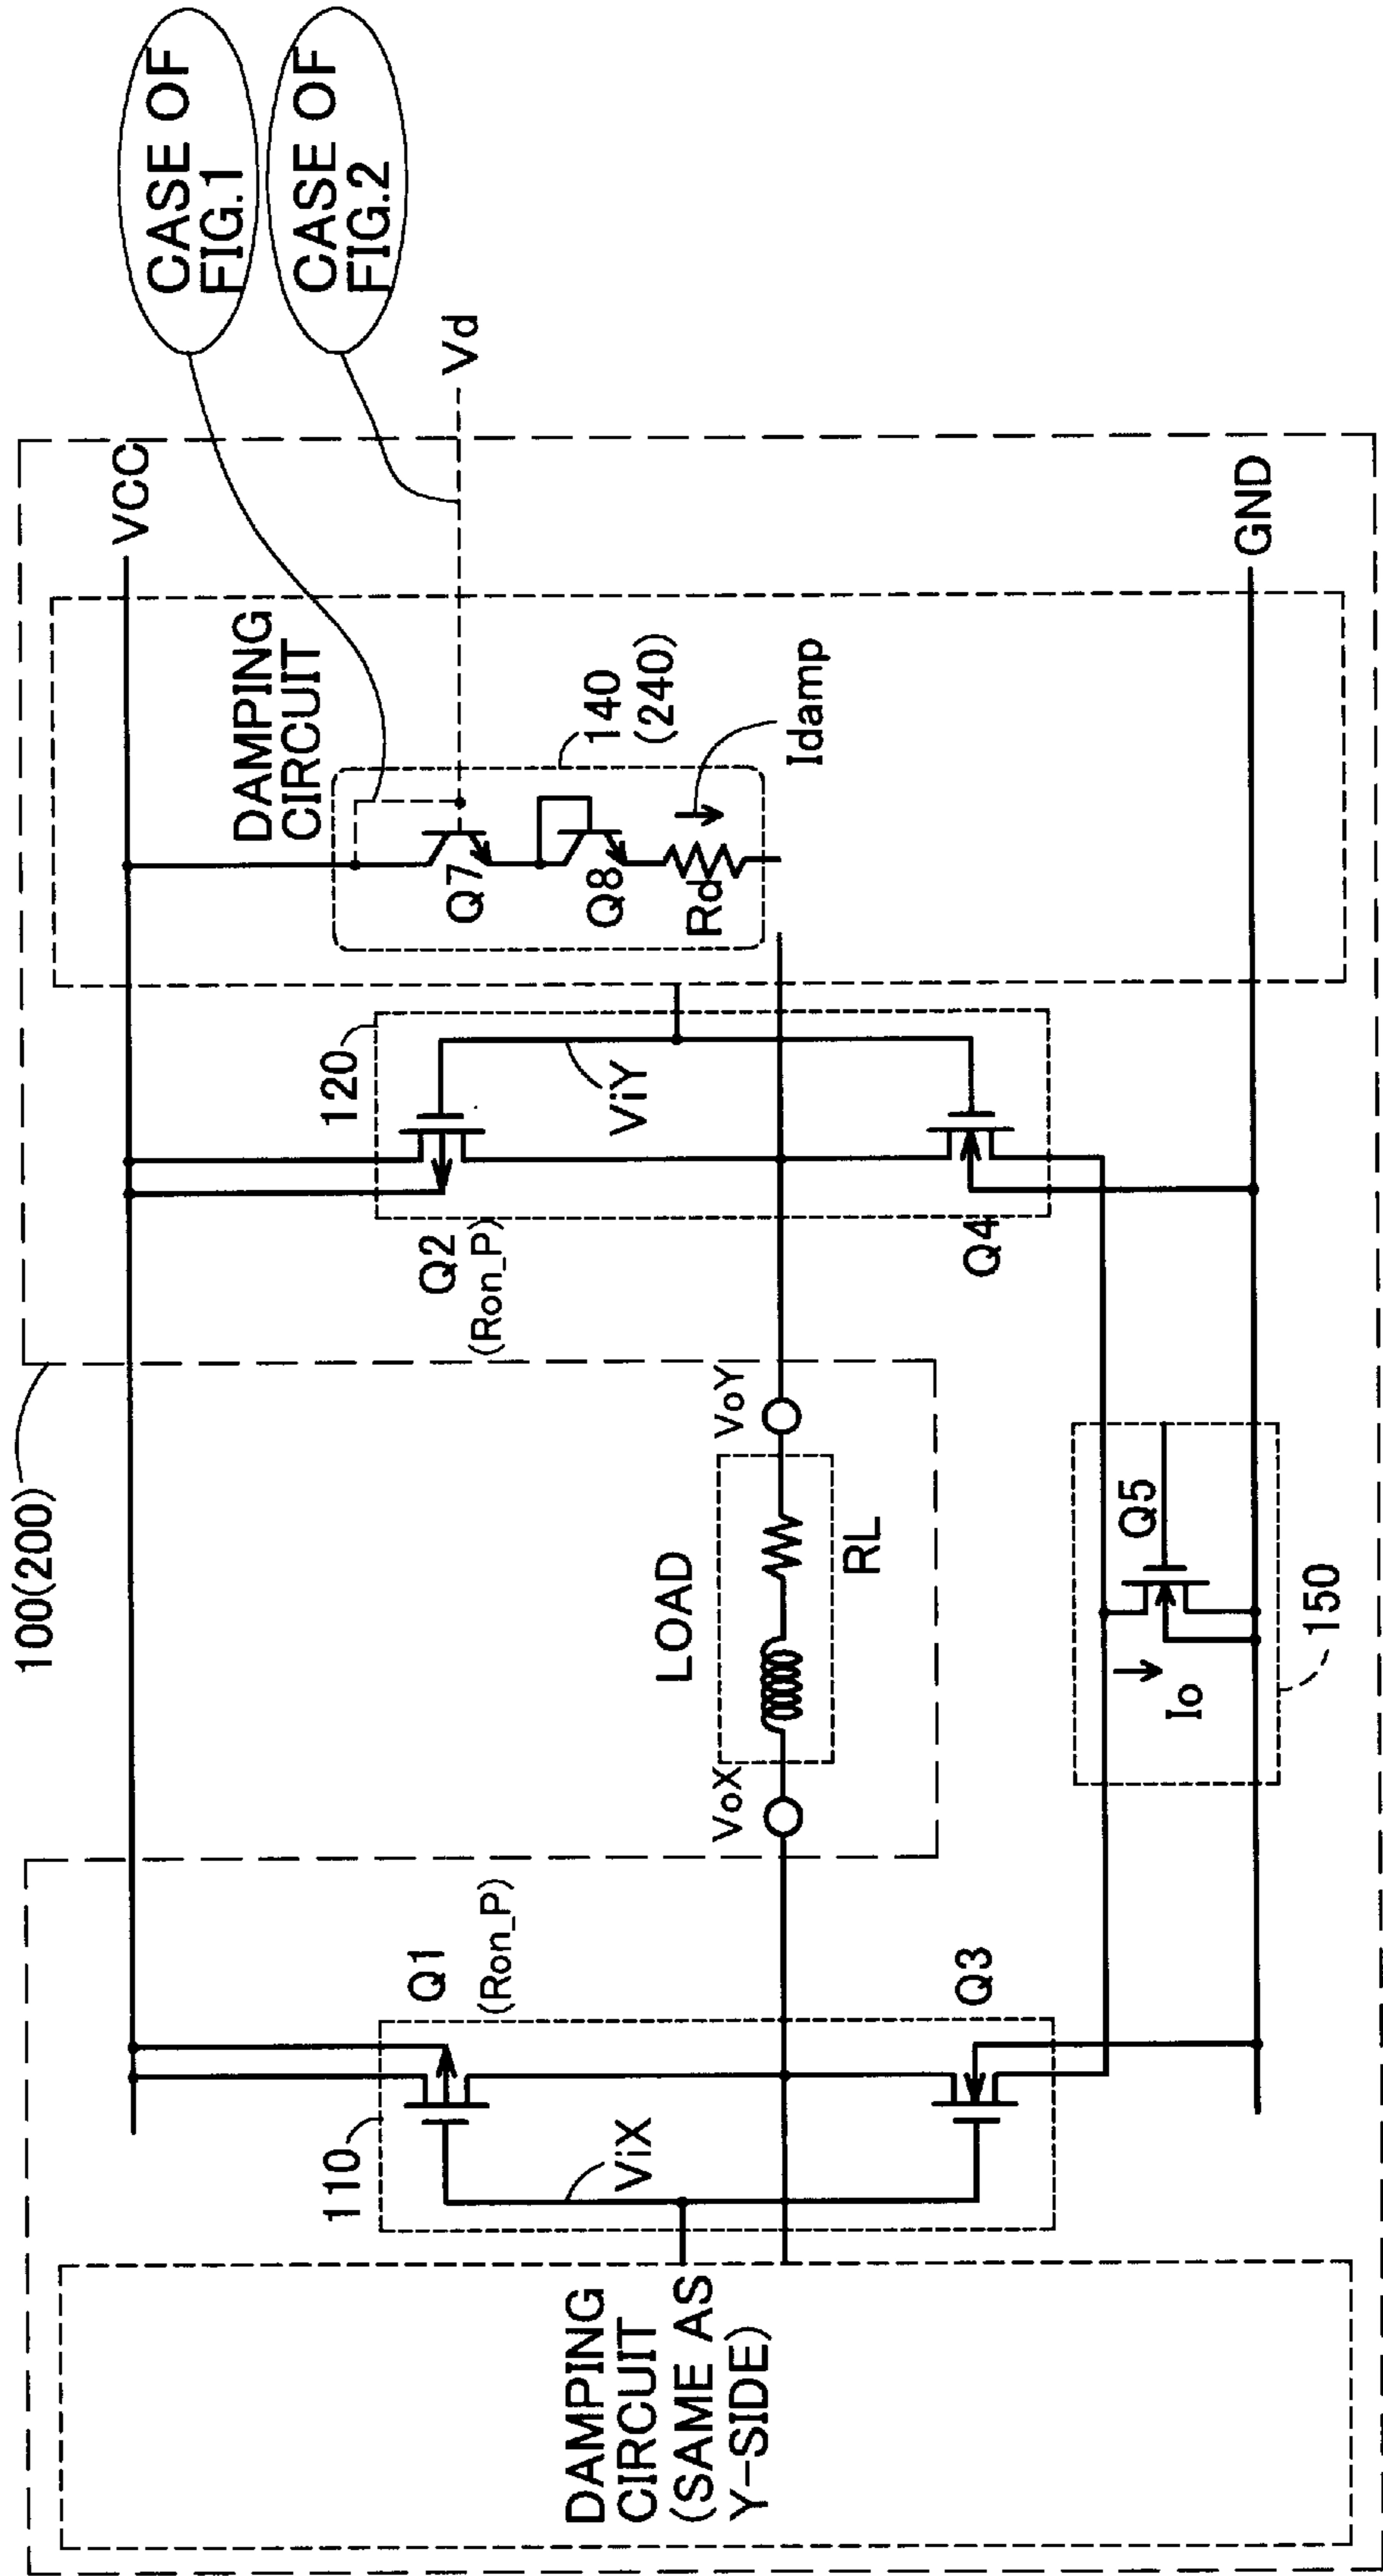 100(200)
VCC
CASE OF
FIG.1
CASE OF
FIG.2
Vd
DAMPING
CIRCUIT
Q7
Q8
Rd
140
(240)
Idamp
120
Q2
(Ron_P)
ViY
Q4
GND
VoY
LOAD
RL
VoX
Q5
Io
150
Q1
(Ron_P)
110
ViX
Q3
DAMPING
CIRCUIT
(SAME AS
Y-SIDE)